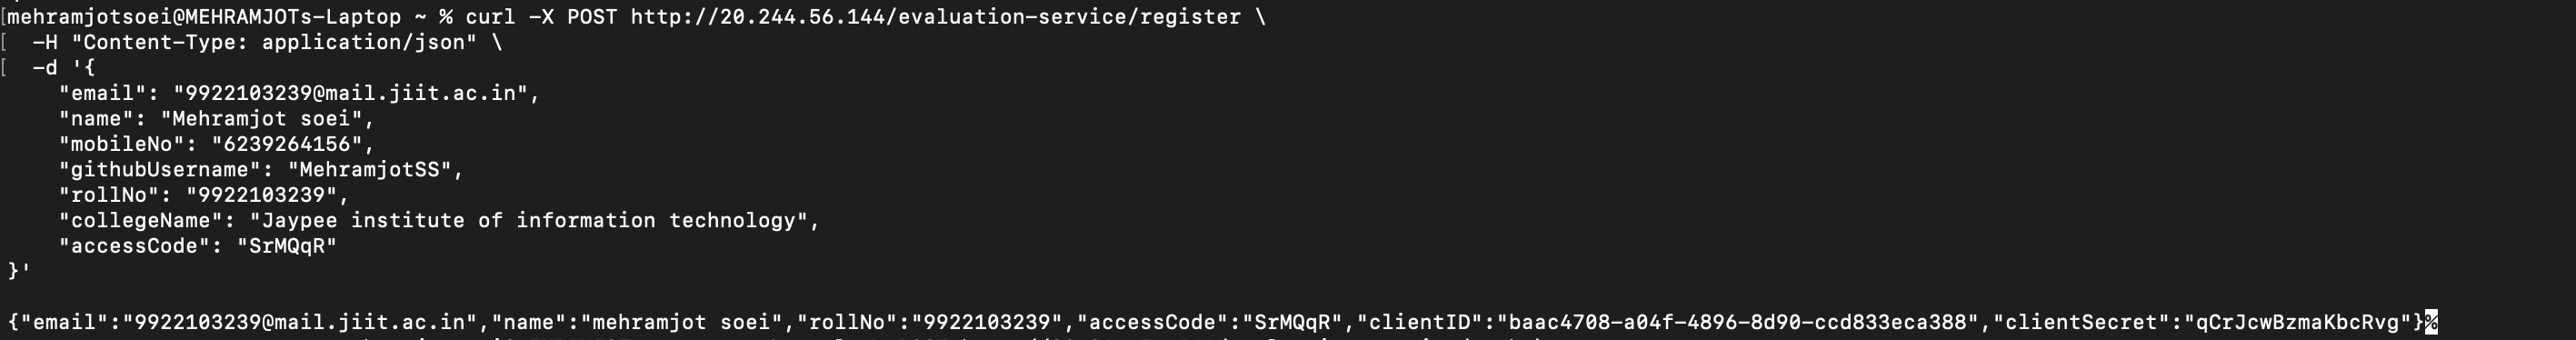 [mehramjotsoei@MEHRAMJOTs-Laptop ~ % curl -X POST http://20.244.56.144/evaluation-service/register \
[  -H "Content-Type: application/json" \
[  -d '{
    "email": "9922103239@mail.jiit.ac.in",
    "name": "Mehramjot soei",
    "mobileNo": "6239264156",
    "githubUsername": "MehramjotSS",
    "rollNo": "9922103239",
    "collegeName": "Jaypee institute of information technology",
    "accessCode": "SrMQqR"
}'
{"email":"9922103239@mail.jiit.ac.in","name":"mehramjot soei","rollNo":"9922103239","accessCode":"SrMQqR","clientID":"baac4708-a04f-4896-8d90-ccd833eca388","clientSecret":"qCrJcwBzmaKbcRvg"}%